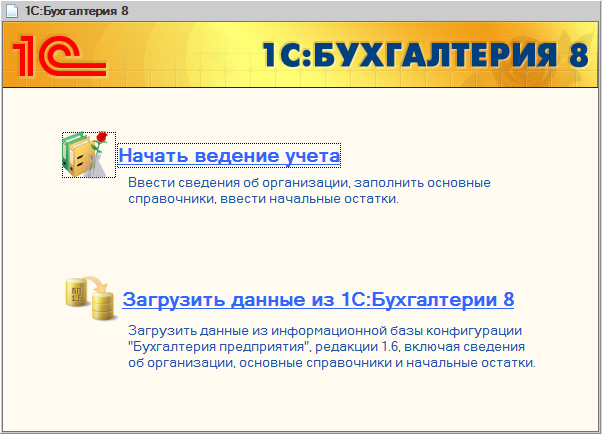 1С:Бухгалтерия 8
1С 1С:БУХГАЛТЕРИЯ 8
Начать ведение учета
Ввести сведения об организации, заполнить основные
справочники, ввести начальные остатки.
БП
1.6
Загрузить данные из 1С:Бухгалтерии 8
Загрузить данные из информационной базы конфигурации
"Бухгалтерия предприятия", редакции 1.6, включая сведения
об организации, основные справочники и начальные остатки.